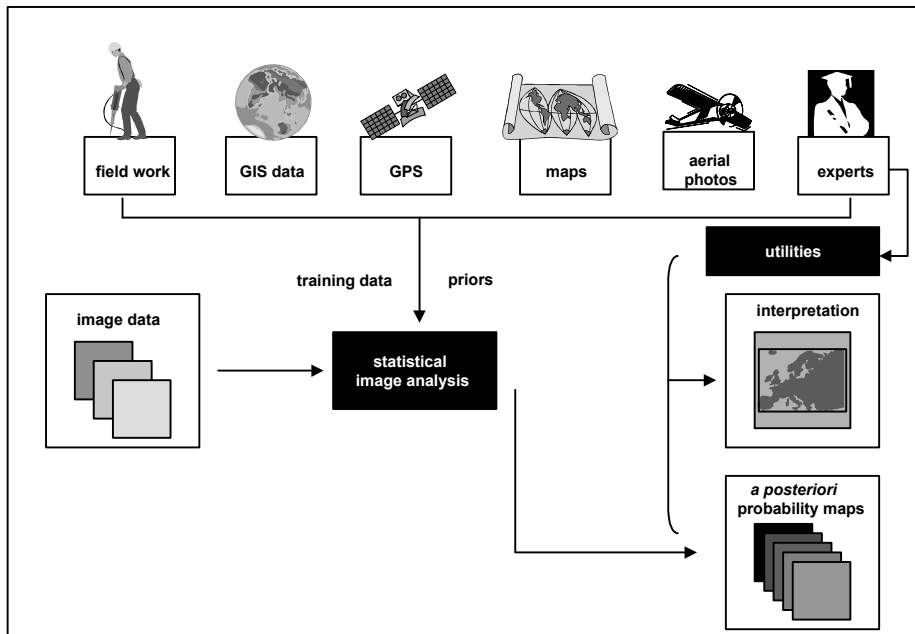 field work
GIS data
GPS
maps
aerial
photos
experts
utilities
training data
priors
image data
statistical
image analysis
interpretation
a posteriori
probability maps